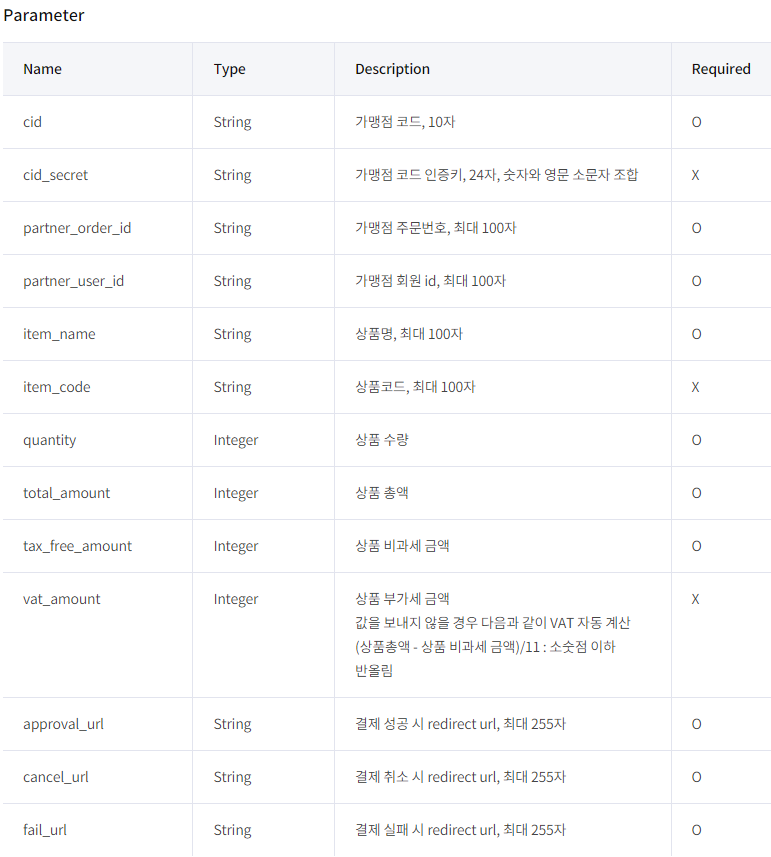 Parameter
Name Type Description Required
cid String 가맹점 코드, 10자 O
cid_secret String 가맹점 코드 인증키, 24자, 숫자와 영문 소문자 조합 X
partner_order_id String 가맹점 주문번호, 최대 100자 O
partner_user_id String 가맹점 회원 id, 최대 100자 O
item_name String 상품명, 최대 100자 O
item_code String 상품코드, 최대 100자 X
quantity Integer 상품 수량 O
total_amount Integer 상품 총액 O
tax_free_amount Integer 상품 비과세 금액 O
vat_amount Integer 상품 부가세 금액 X
값을 보내지 않을 경우 다음과 같이 VAT 자동 계산
(상품총액 - 상품 비과세 금액)/11 : 소숫점 이하
반올림
approval_url String 결제 성공 시 redirect url, 최대 255자 O
cancel_url String 결제 취소 시 redirect url, 최대 255자 O
fail_url String 결제 실패 시 redirect url, 최대 255자 O